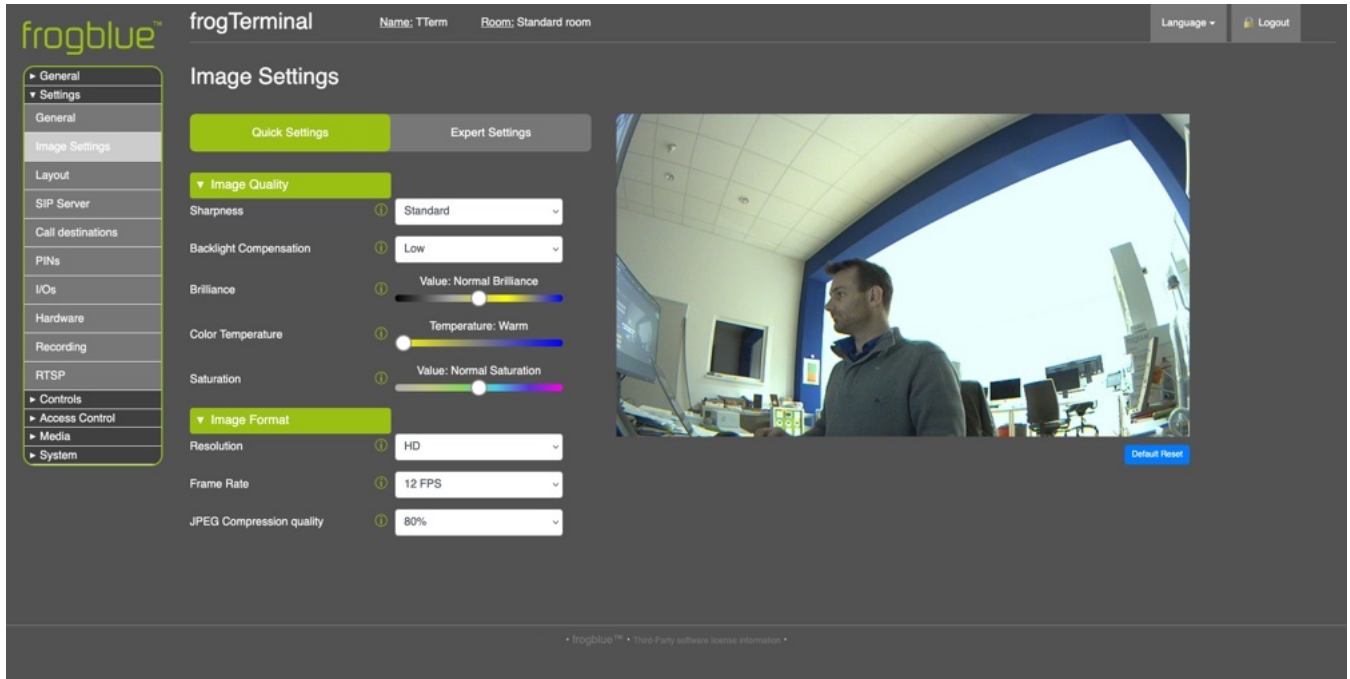 frogblue™
frogTerminal
Name: TTerm
Room: Standard room
Language
Logout
General
Settings
General
Image Settings
Layout
SIP Server
Call destinations
PINs
I/Os
Hardware
Recording
RTSP
Controls
Access Control
Media
System
Image Settings
Quick Settings
Expert Settings
Image Quality
Sharpness
Standard
Backlight Compensation
Low
Brilliance
Value: Normal Brilliance
Color Temperature
Temperature: Warm
Saturation
Value: Normal Saturation
Image Format
Resolution
HD
Frame Rate
12 FPS
JPEG Compression quality
80%
Default Reset
• frogblue™ • Third-Party software license information •